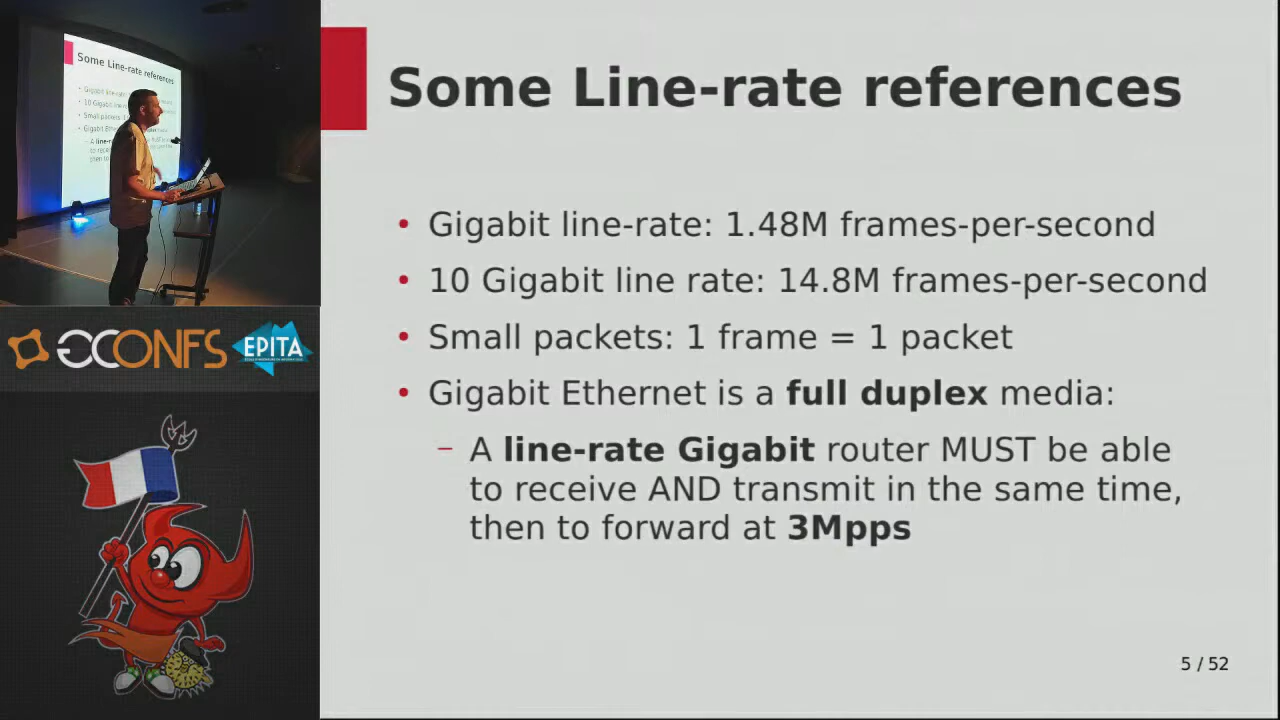 Some Line-rate references
• Gigabit line-rate: 1.48M frames-per-second
• 10 Gigabit line rate: 14.8M frames-per-second
• Small packets: 1 frame = 1 packet
• Gigabit Ethernet is a full duplex media:
– A line-rate Gigabit router MUST be able
to receive AND transmit in the same time,
then to forward at 3Mpps
5 / 52
Some Line-rate references
GCONFS
EPITA